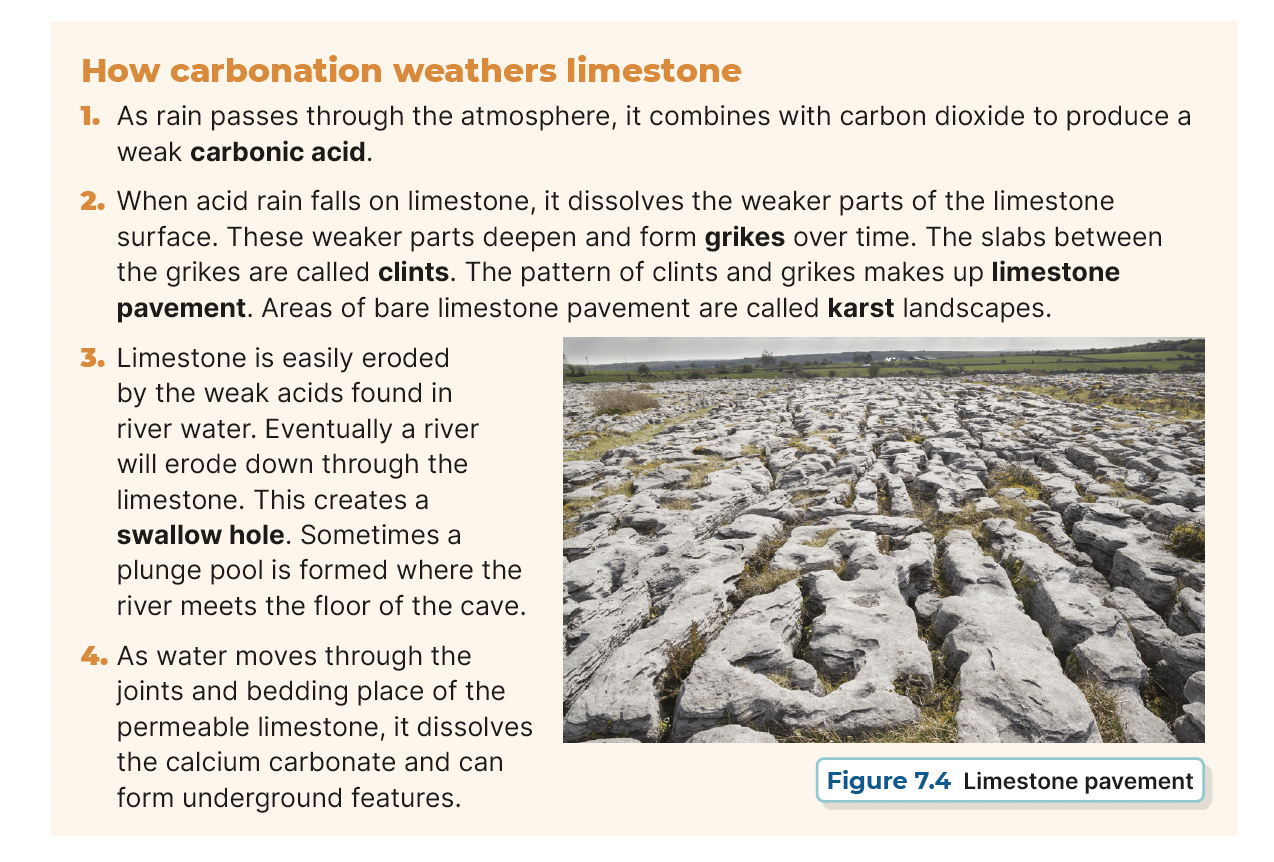 How carbonation weathers limestone
1. As rain passes through the atmosphere, it combines with carbon dioxide to produce a
weak carbonic acid.
2. When acid rain falls on limestone, it dissolves the weaker parts of the limestone
surface. These weaker parts deepen and form grikes over time. The slabs between
the grikes are called clints. The pattern of clints and grikes makes up limestone
pavement. Areas of bare limestone pavement are called karst landscapes.
3. Limestone is easily eroded
by the weak acids found in
river water. Eventually a river
will erode down through the
limestone. This creates a
swallow hole. Sometimes a
plunge pool is formed where the
river meets the floor of the cave.
4. As water moves through the
joints and bedding place of the
permeable limestone, it dissolves
the calcium carbonate and can
form underground features.
Figure 7.4 Limestone pavement